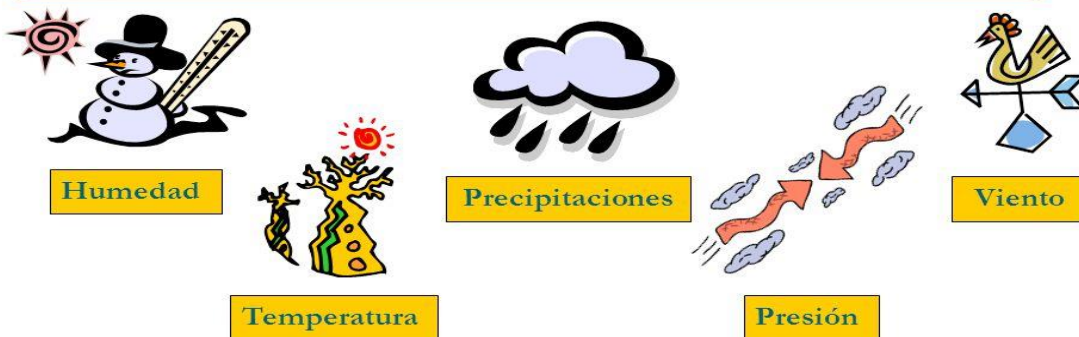 Humedad
Precipitaciones
Viento
Temperatura
Presión